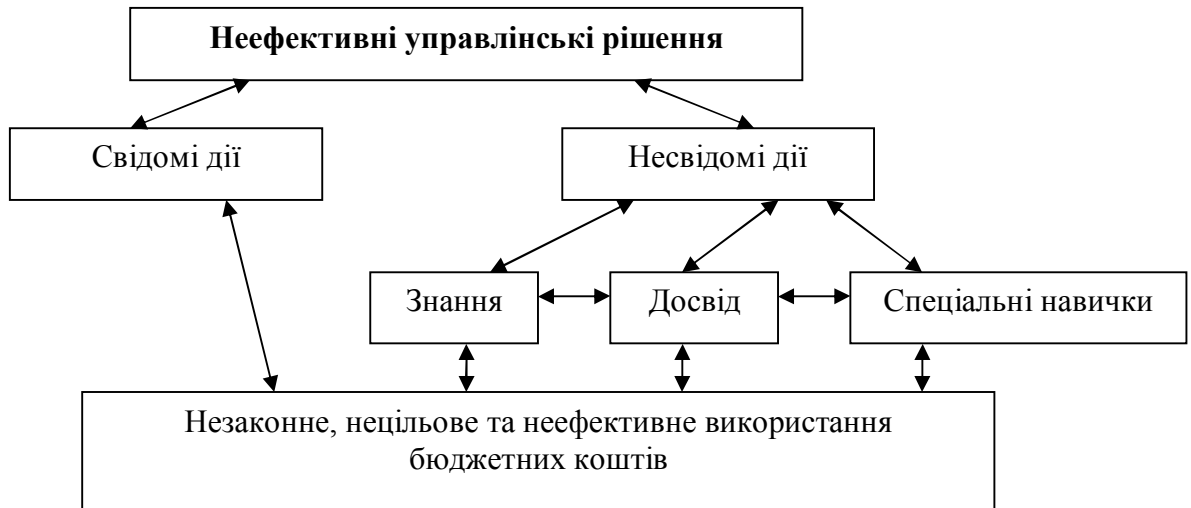 Неефективні управлінські рішення
Свідомі дії
Несвідомі дії
Знання
Досвід
Спеціальні навички
Незаконне, нецільове та неефективне використання
бюджетних коштів